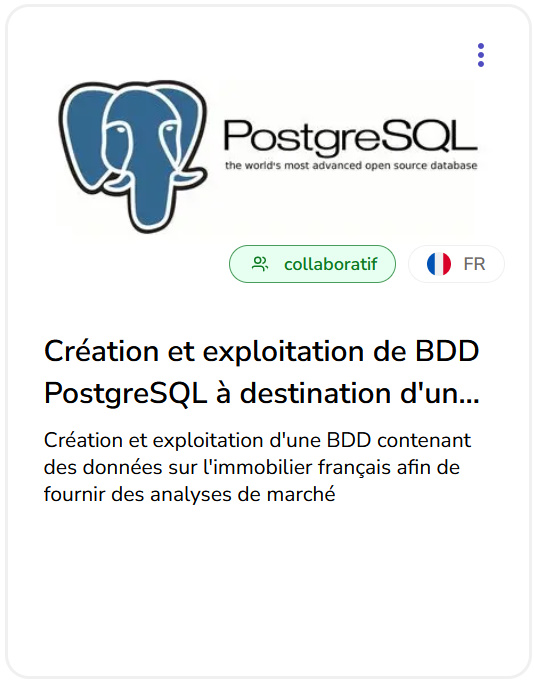 PostgreSQL
the world's most advanced open source database
collaboratif
FR
Création et exploitation de BDD
PostgreSQL à destination d'un...
Création et exploitation d'une BDD contenant
des données sur l'immobilier français afin de
fournir des analyses de marché